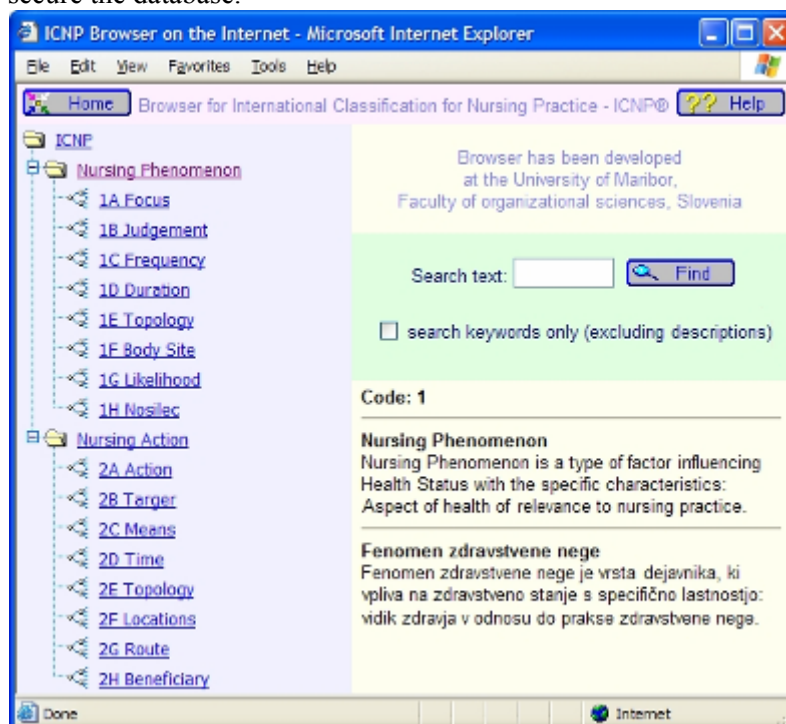 secure the database.
ICNP Browser on the Internet - Microsoft Internet Explorer
File Edit View Favorites Tools Help
Home Browser for International Classification for Nursing Practice - ICNP® ?? Help
ICNP
Nursing Phenomenon
1A Focus
1B Judgement
1C Frequency
1D Duration
1E Topology
1F Body Site
1G Likelihood
1H Nosilec
Nursing Action
2A Action
2B Targer
2C Means
2D Time
2E Topology
2F Locations
2G Route
2H Beneficiary
Browser has been developed
at the University of Maribor,
Faculty of organizational sciences, Slovenia
Search text: Find
search keywords only (excluding descriptions)
Code: 1
Nursing Phenomenon
Nursing Phenomenon is a type of factor influencing
Health Status with the specific characteristics:
Aspect of health of relevance to nursing practice.
Fenomen zdravstvene nege
Fenomen zdravstvene nege je vrsta dejavnika, ki
vpliva na zdravstveno stanje s specifično lastnostjo:
vidik zdravja v odnosu do prakse zdravstvene nege.
Done Internet